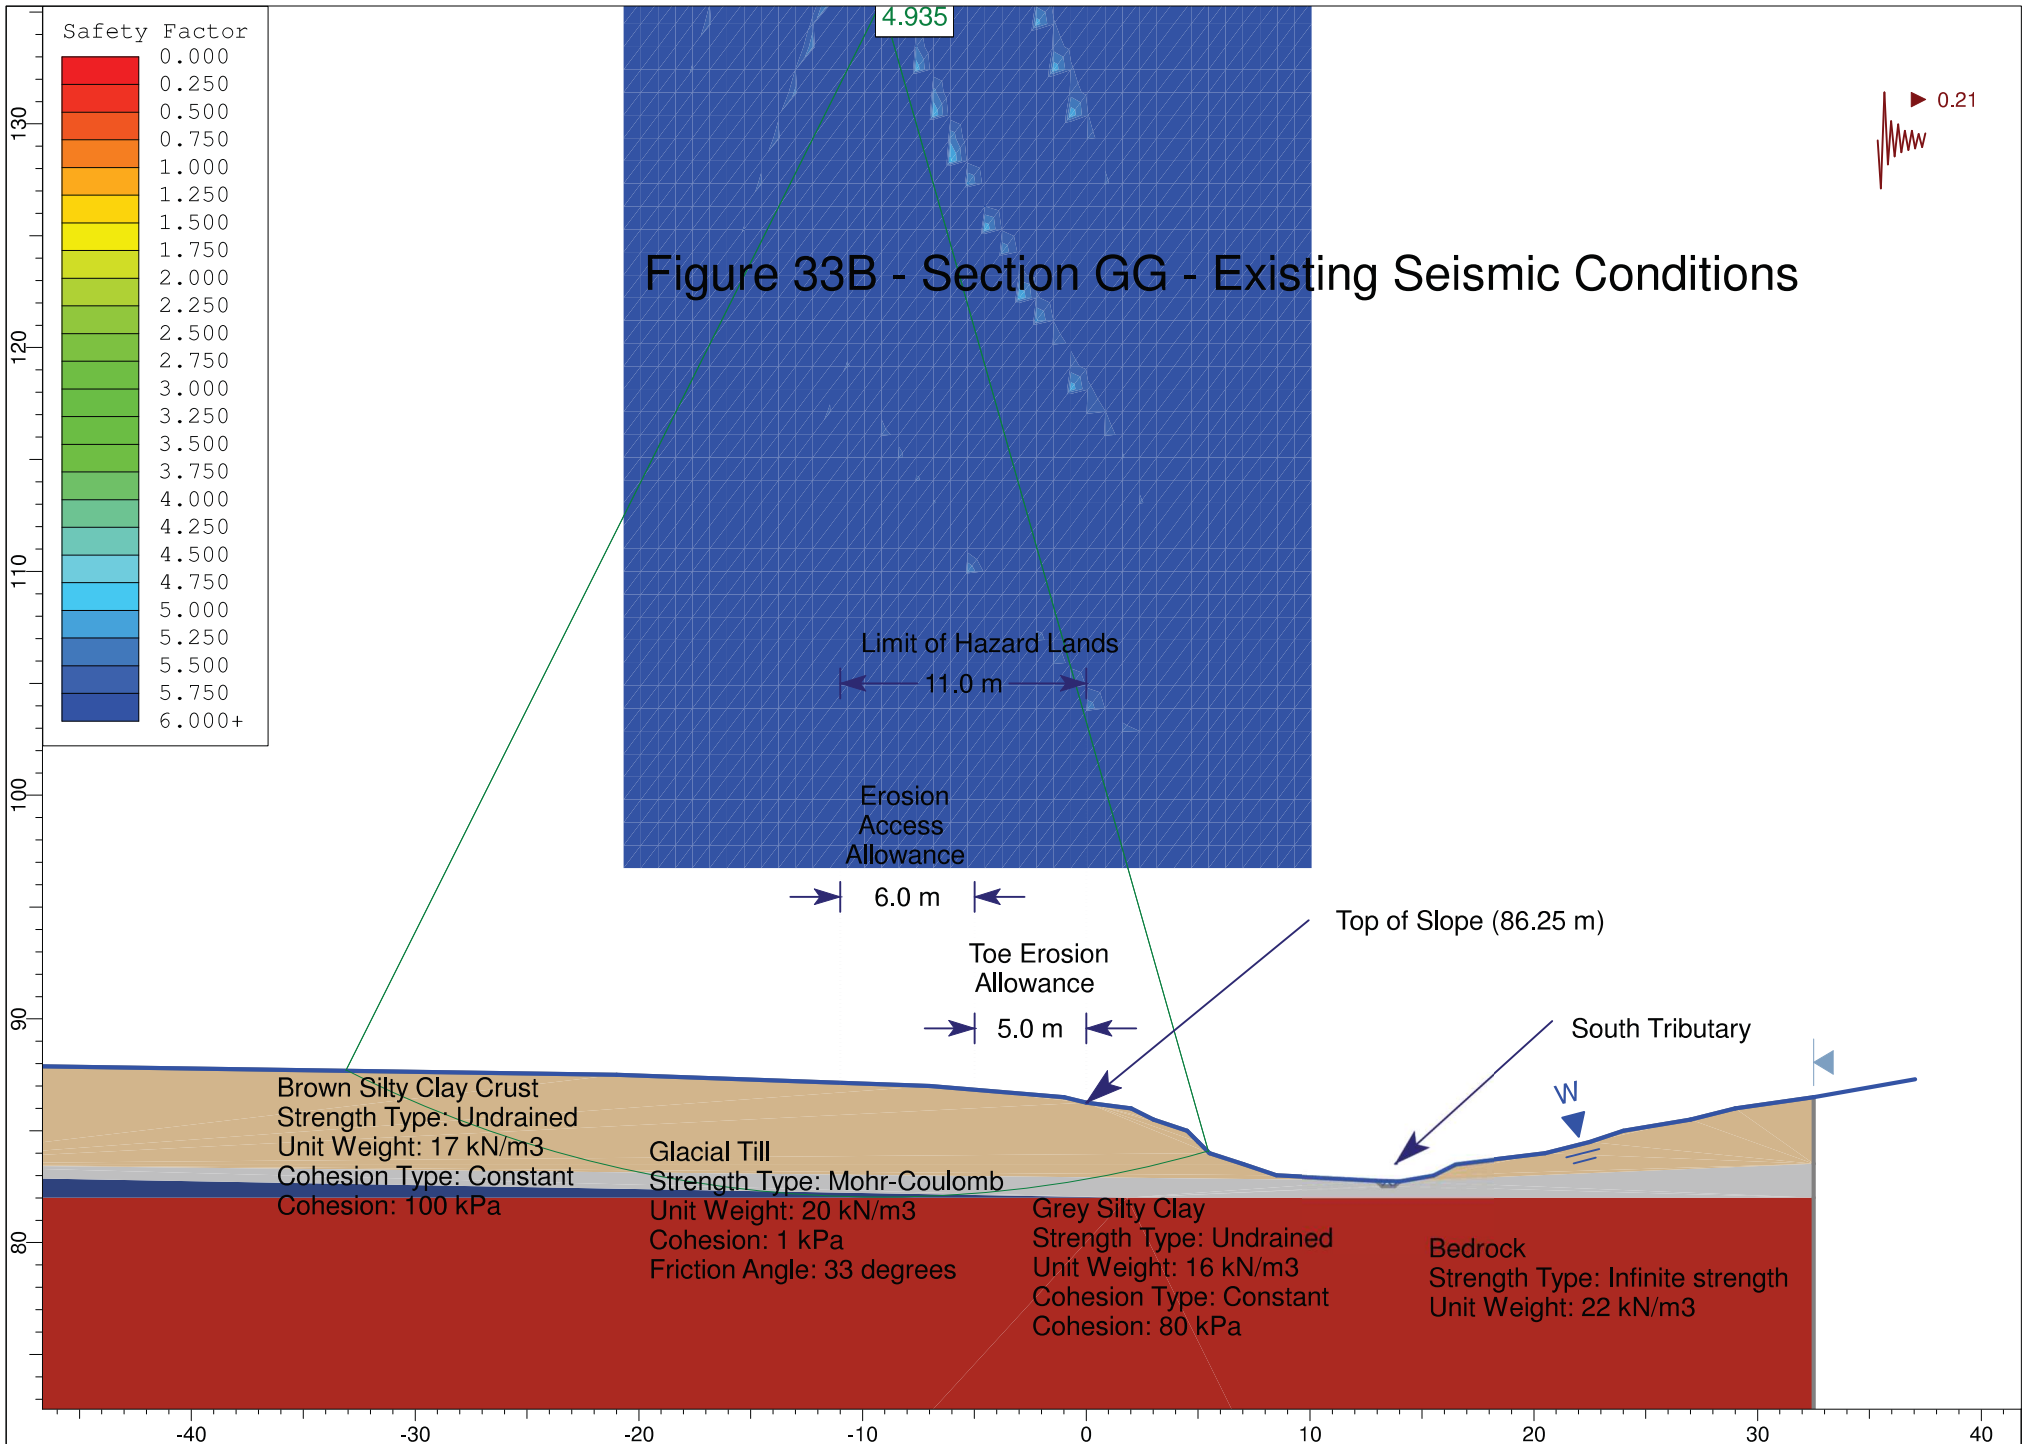 Safety Factor
0.000
0.250
0.500
0.750
1.000
1.250
1.500
1.750
2.000
2.250
2.500
2.750
3.000
3.250
3.500
3.750
4.000
4.250
4.500
4.750
5.000
5.250
5.500
5.750
6.000+
4.935
0.21
Figure 33B - Section GG - Existing Seismic Conditions
Limit of Hazard Lands
11.0 m
Erosion
Access
Allowance
6.0 m
Toe Erosion
Allowance
5.0 m
Top of Slope (86.25 m)
South Tributary
W
Brown Silty Clay Crust
Strength Type: Undrained
Unit Weight: 17 kN/m3
Cohesion Type: Constant
Cohesion: 100 kPa
Glacial Till
Strength Type: Mohr-Coulomb
Unit Weight: 20 kN/m3
Cohesion: 1 kPa
Friction Angle: 33 degrees
Grey Silty Clay
Strength Type: Undrained
Unit Weight: 16 kN/m3
Cohesion Type: Constant
Cohesion: 80 kPa
Bedrock
Strength Type: Infinite strength
Unit Weight: 22 kN/m3
130
120
110
100
90
80
-40
-30
-20
-10
0
10
20
30
40